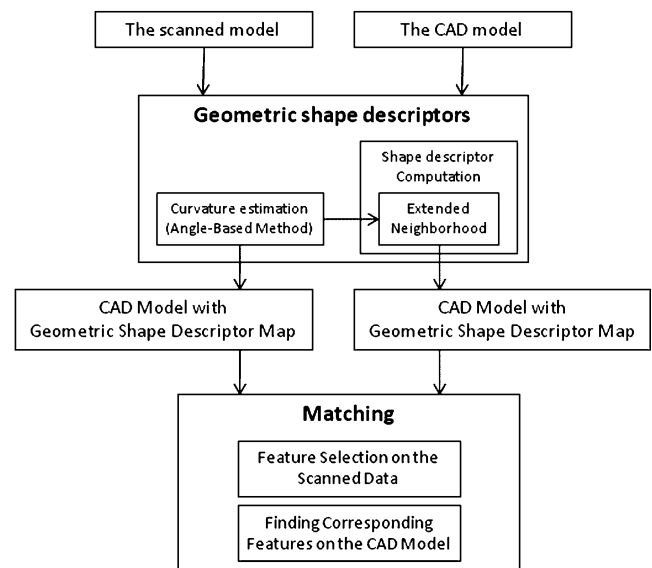 The scanned model
The CAD model
Geometric shape descriptors
Shape descriptor
Computation
Curvature estimation
(Angle-Based Method)
Extended
Neighborhood
CAD Model with
Geometric Shape Descriptor Map
CAD Model with
Geometric Shape Descriptor Map
Matching
Feature Selection on the
Scanned Data
Finding Corresponding
Features on the CAD Model